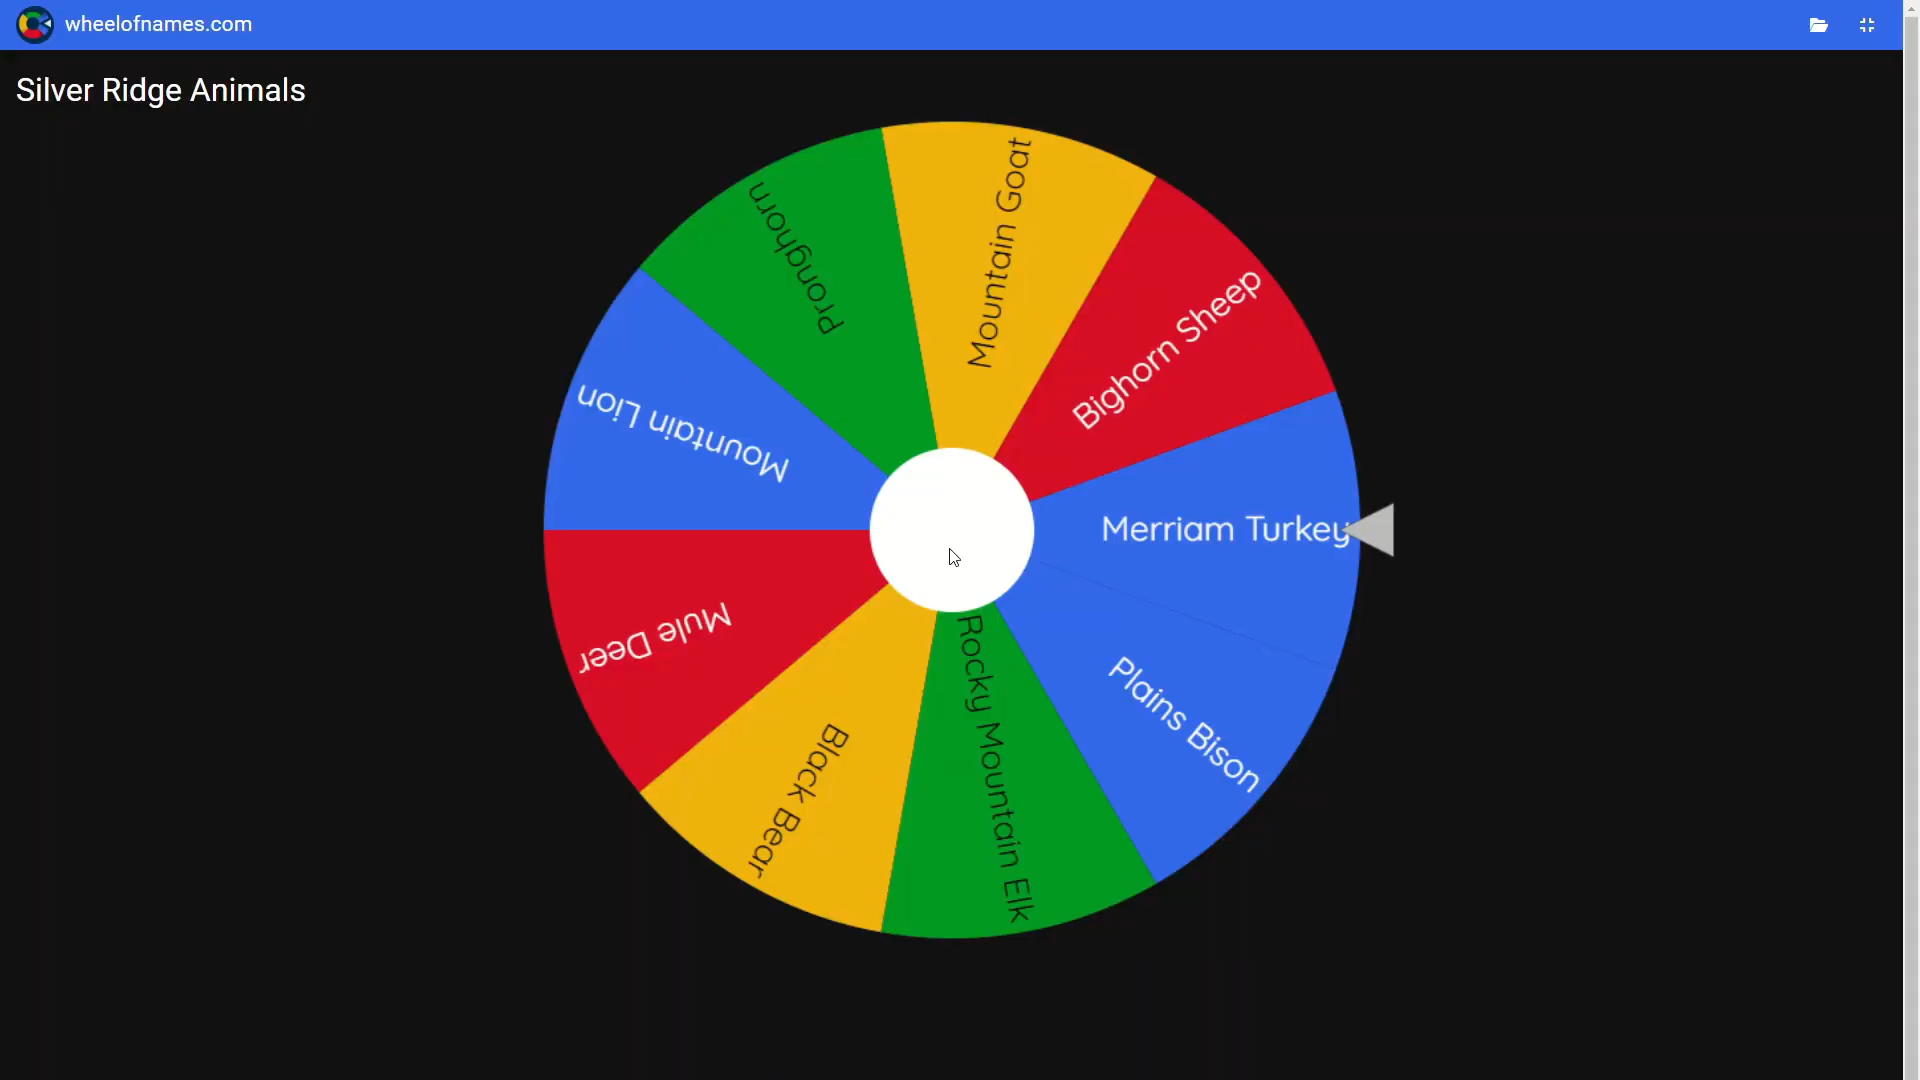 wheelofnames.com
Silver Ridge Animals
Mountain Goat
Bighorn Sheep
Merriam Turkey
Plains Bison
Rocky Mountain Elk
Black Bear
Mule Deer
Mountain Lion
Pronghorn